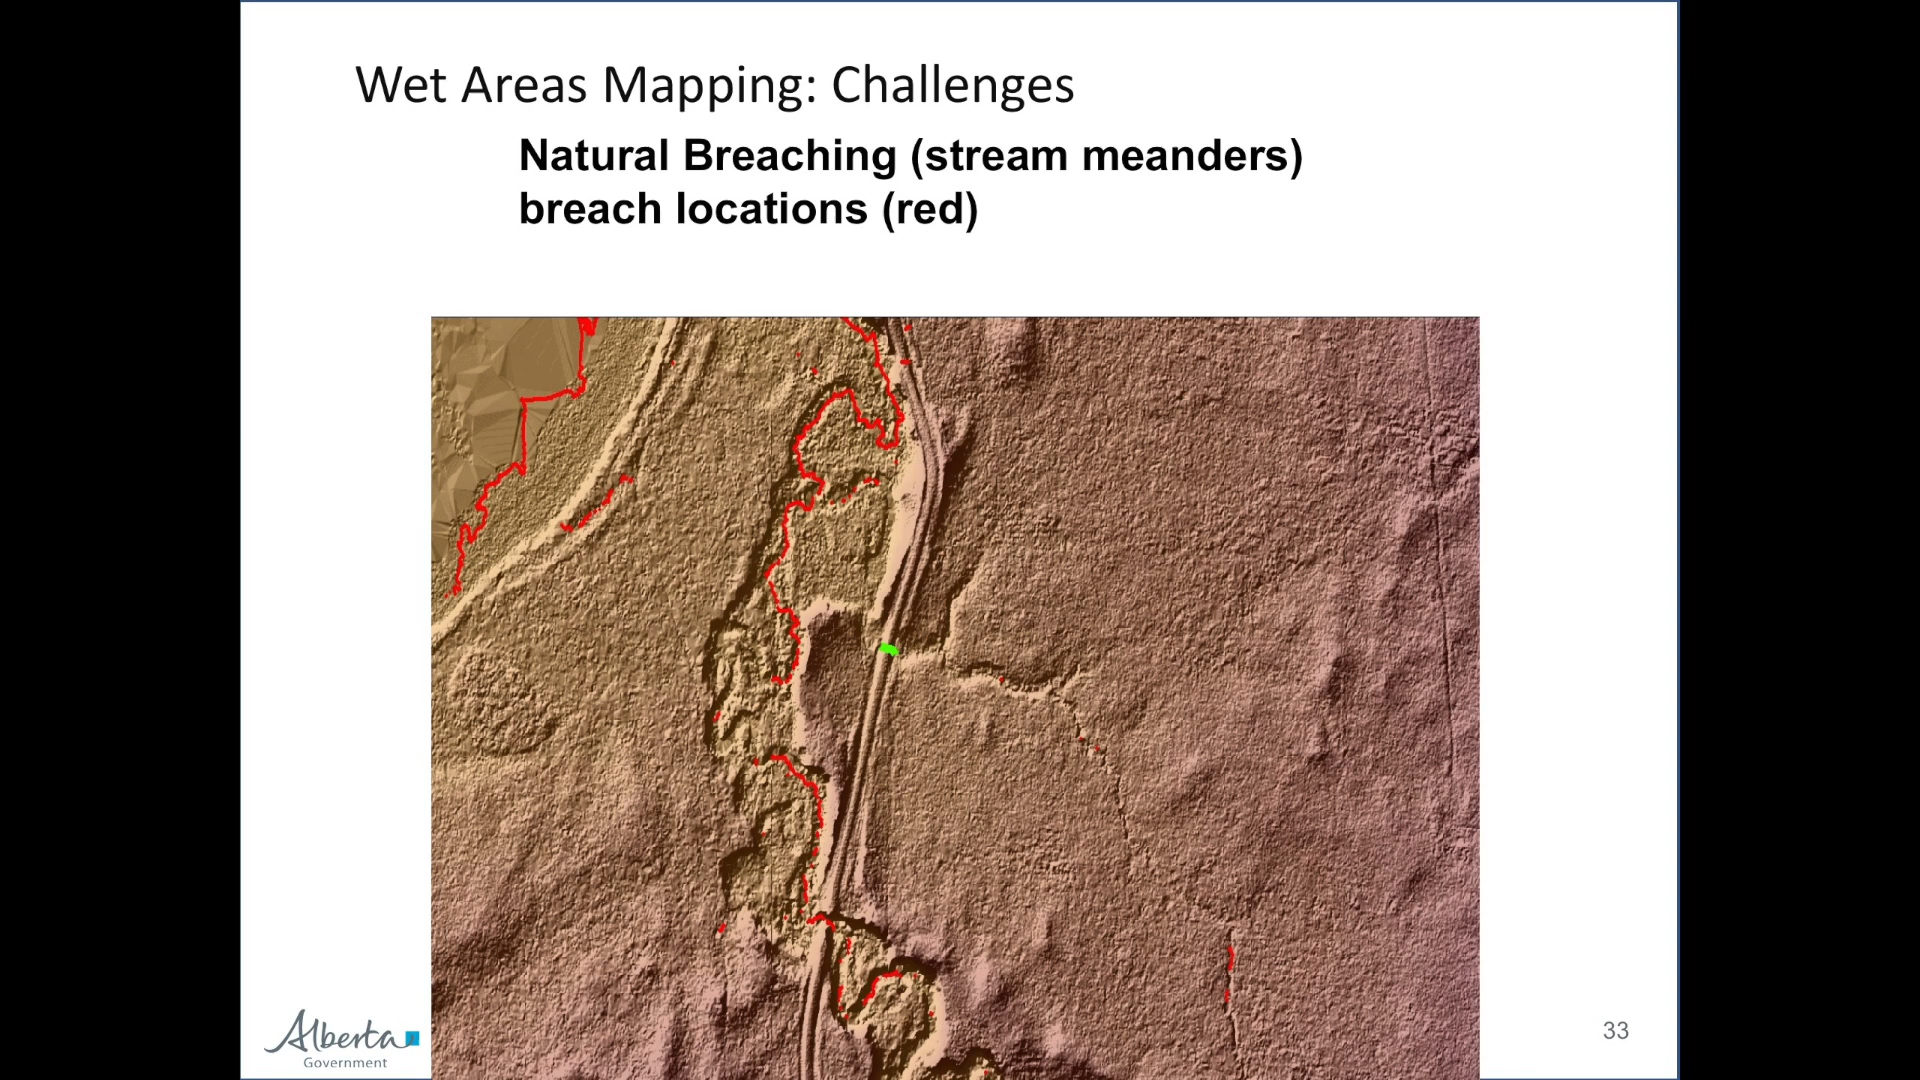 Wet Areas Mapping: Challenges
Natural Breaching (stream meanders)
breach locations (red)
Alberta
Government
33